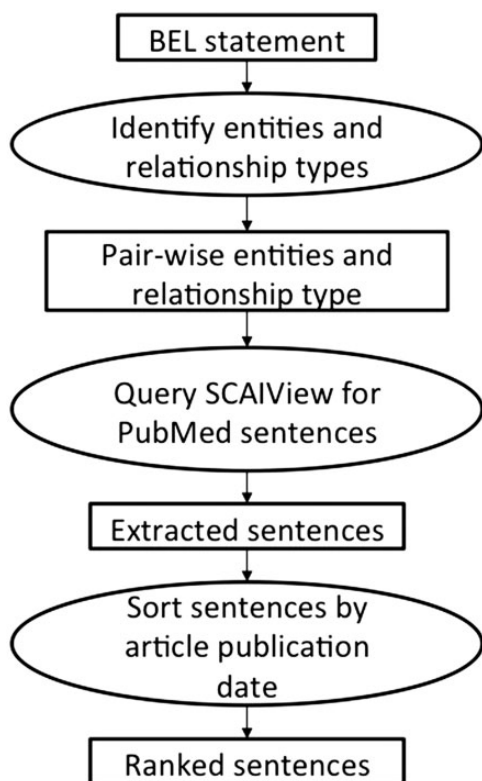 BEL statement
Identify entities and
relationship types
Pair-wise entities and
relationship type
Query SCAIView for
PubMed sentences
Extracted sentences
Sort sentences by
article publication
date
Ranked sentences